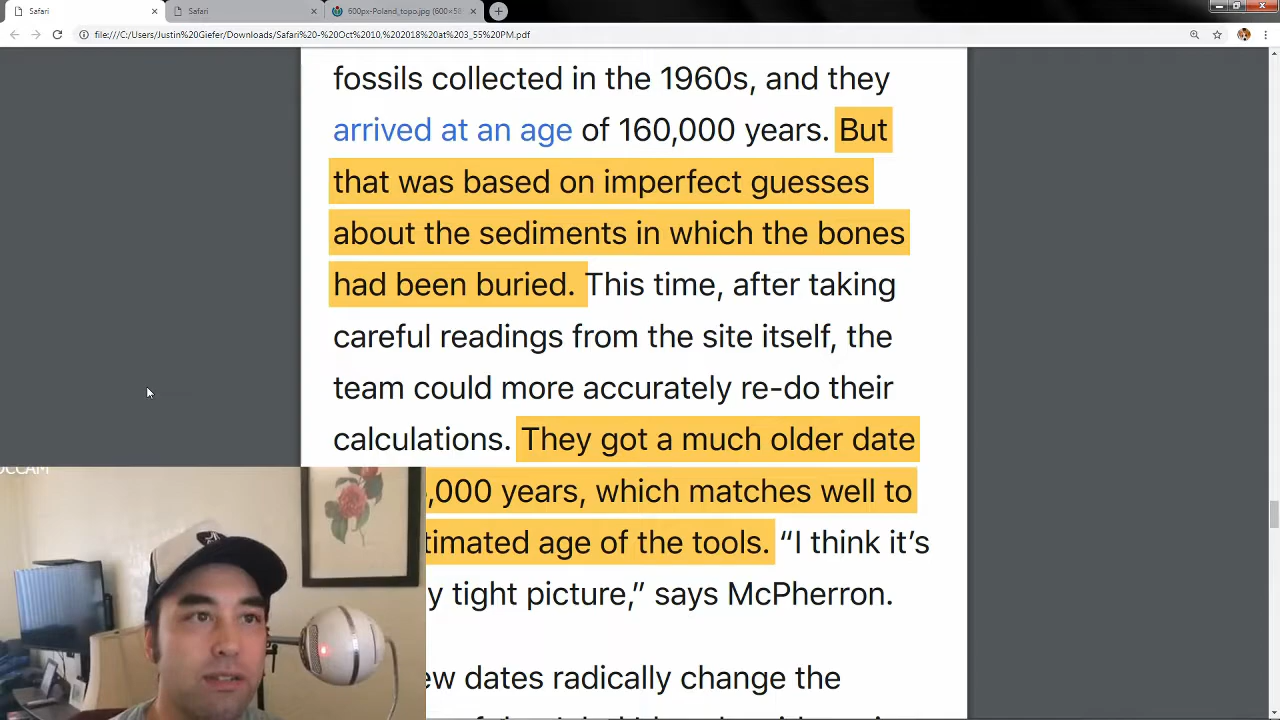 Safari
Safari
600px-Poland_topo.jpg (600×58
file:///C:/Users/Justin%20Giefer/Downloads/Safari%20-%20Oct%2010,%202018%20at%203_55%20PM.pdf
fossils collected in the 1960s, and they
arrived at an age of 160,000 years. But
that was based on imperfect guesses
about the sediments in which the bones
had been buried. This time, after taking
careful readings from the site itself, the
team could more accurately re-do their
calculations. They got a much older date
,000 years, which matches well to
timated age of the tools. “I think it’s
y tight picture,” says McPherron.
ew dates radically change the